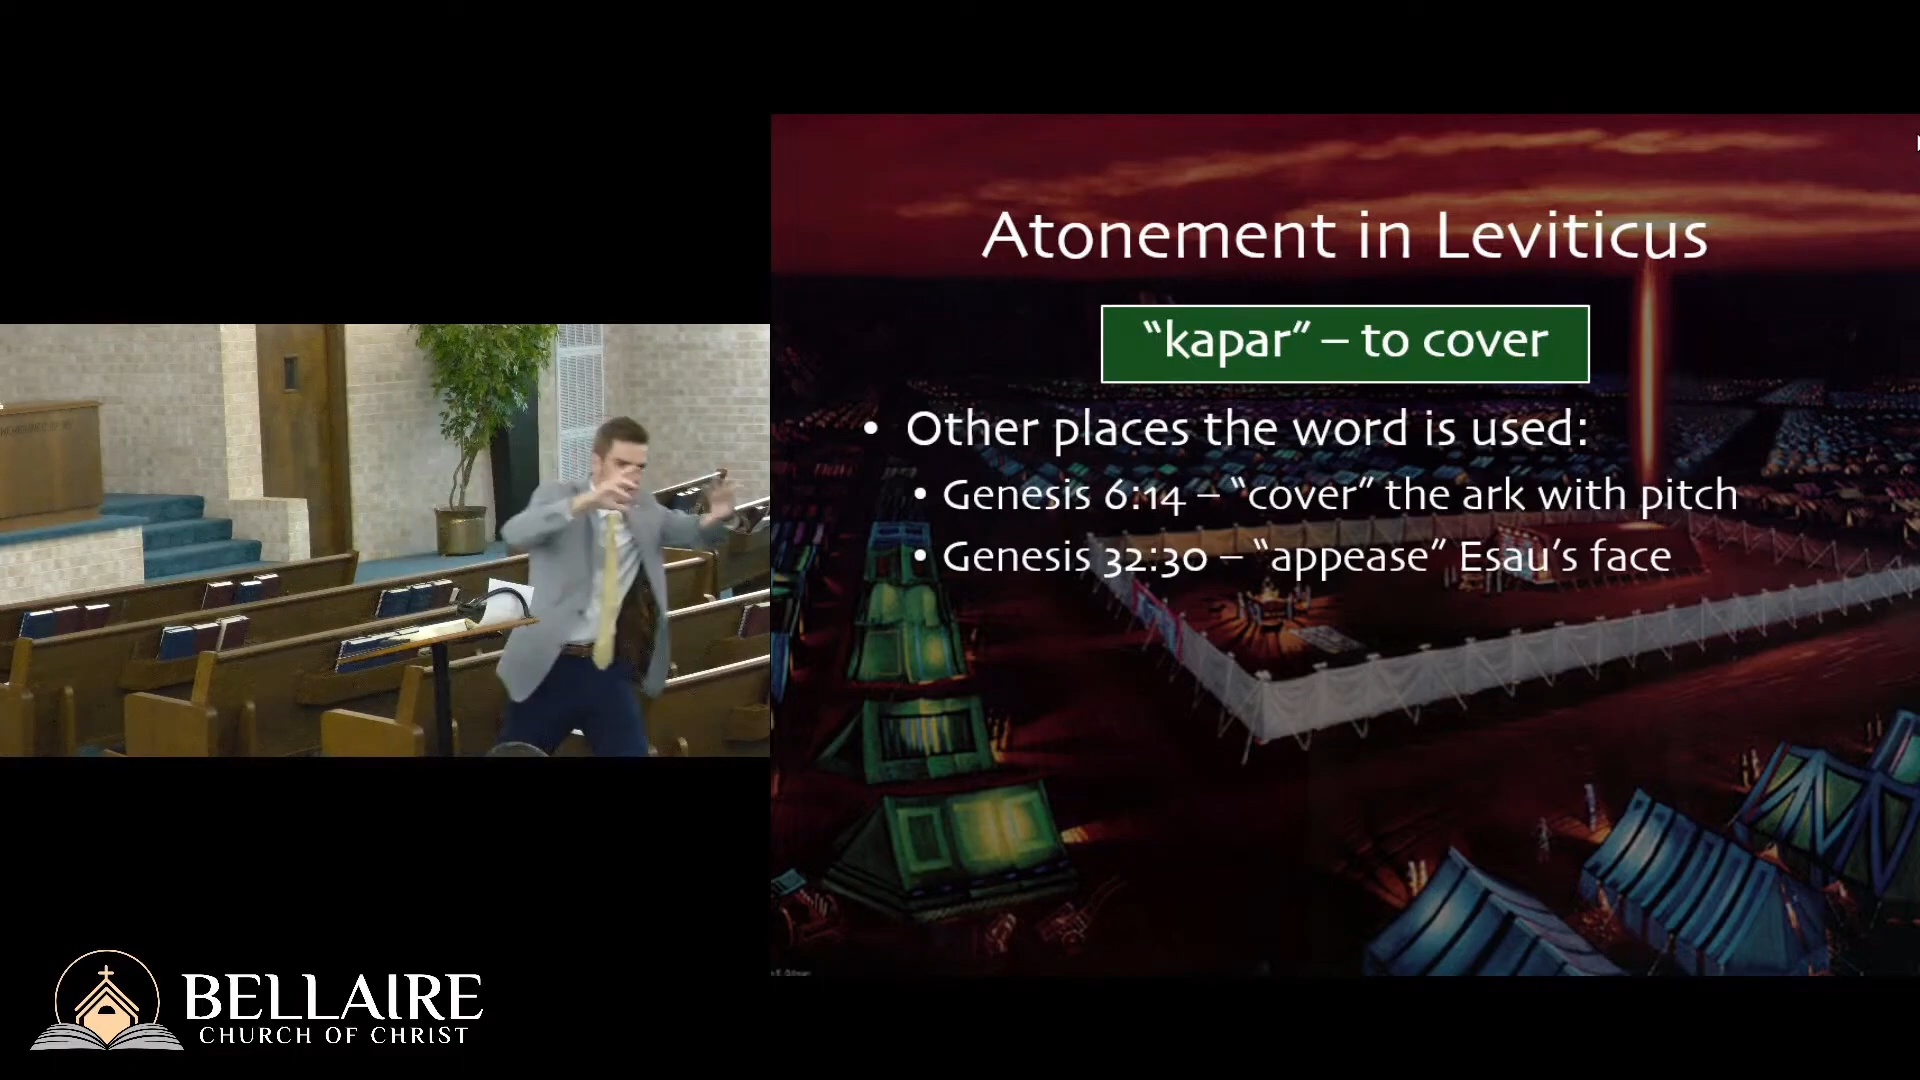 Atonement in Leviticus
“kapar” – to cover
• Other places the word is used:
• Genesis 6:14 – “cover” the ark with pitch
• Genesis 32:30 – “appease” Esau’s face
BELLAIRE
CHURCH OF CHRIST